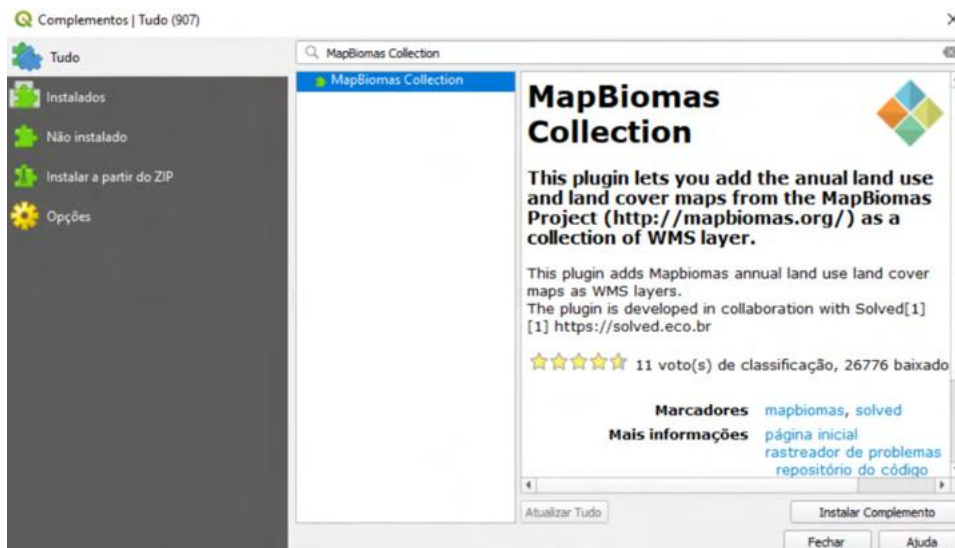 Complementos | Tudo (907)
Tudo
Instalados
Não instalado
Instalar a partir do ZIP
Opções
MapBiomas Collection
MapBiomas Collection
MapBiomas
Collection
This plugin lets you add the anual land use
and land cover maps from the MapBiomas
Project (http://mapbiomas.org/) as a
collection of WMS layer.
This plugin adds Mapbiomas annual land use land cover
maps as WMS layers.
The plugin is developed in collaboration with Solved[1]
[1] https://solved.eco.br
11 voto(s) de classificação, 26776 baixado
Marcadores mapbiomas, solved
Mais informações página inicial
rastreador de problemas
repositório do código
Atualizar Tudo
Instalar Complemento
Fechar
Ajuda